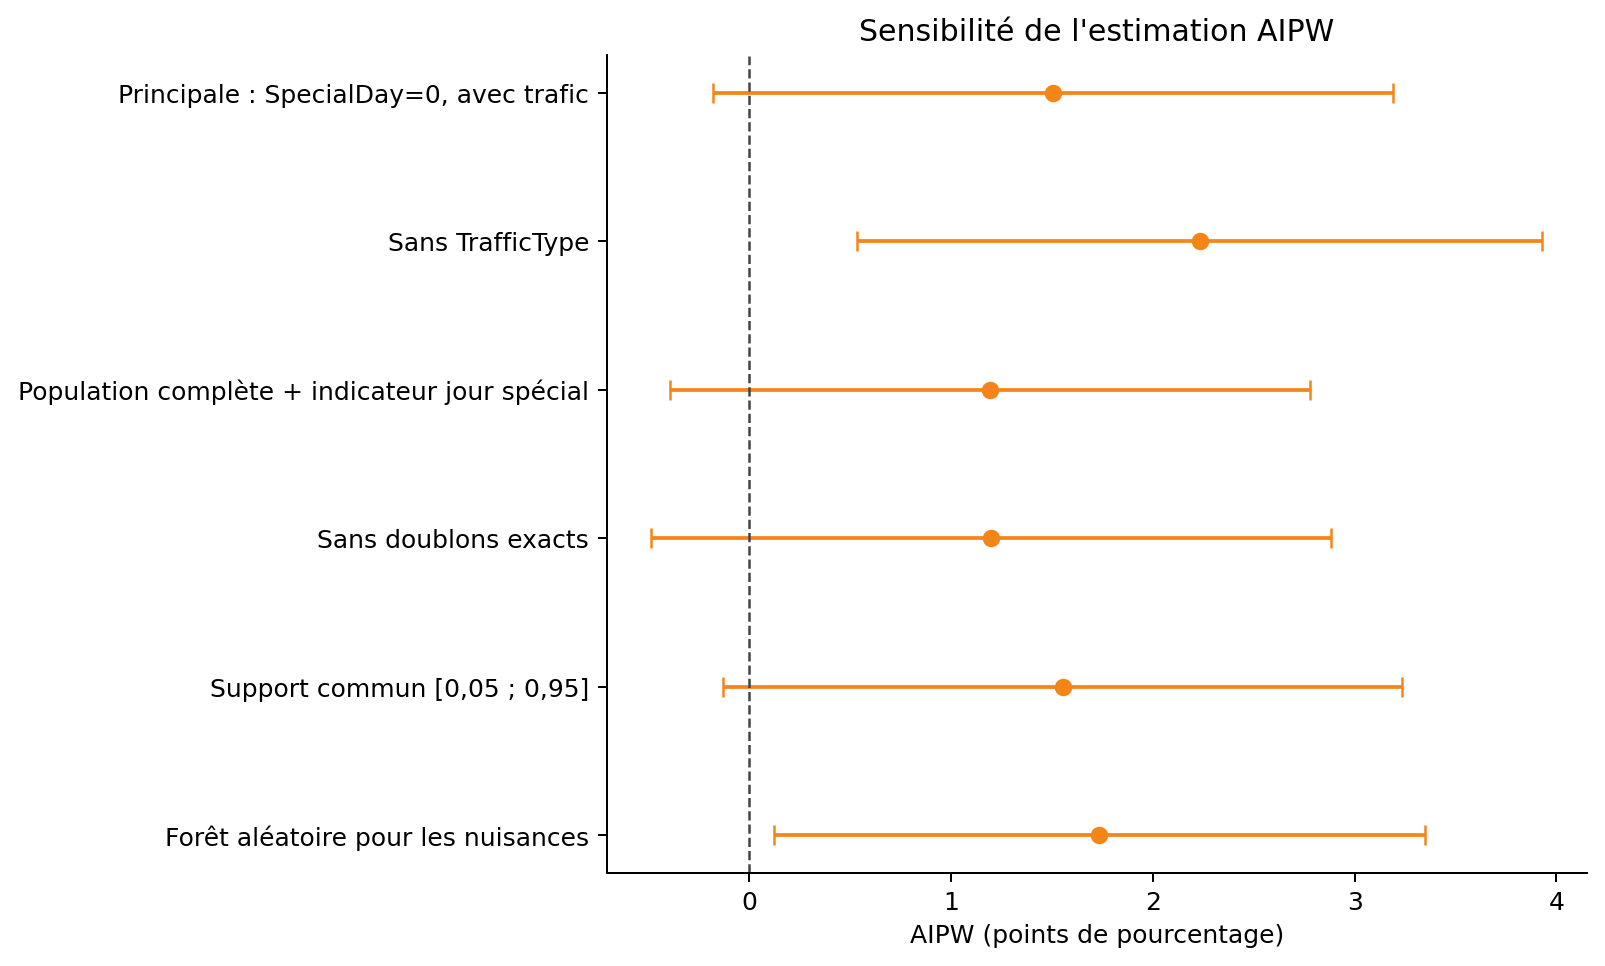 Sensibilité de l'estimation AIPW
Principale : SpecialDay=0, avec trafic
Sans TrafficType
Population complète + indicateur jour spécial
Sans doublons exacts
Support commun [0,05 ; 0,95]
Forêt aléatoire pour les nuisances
0 1 2 3 4
AIPW (points de pourcentage)